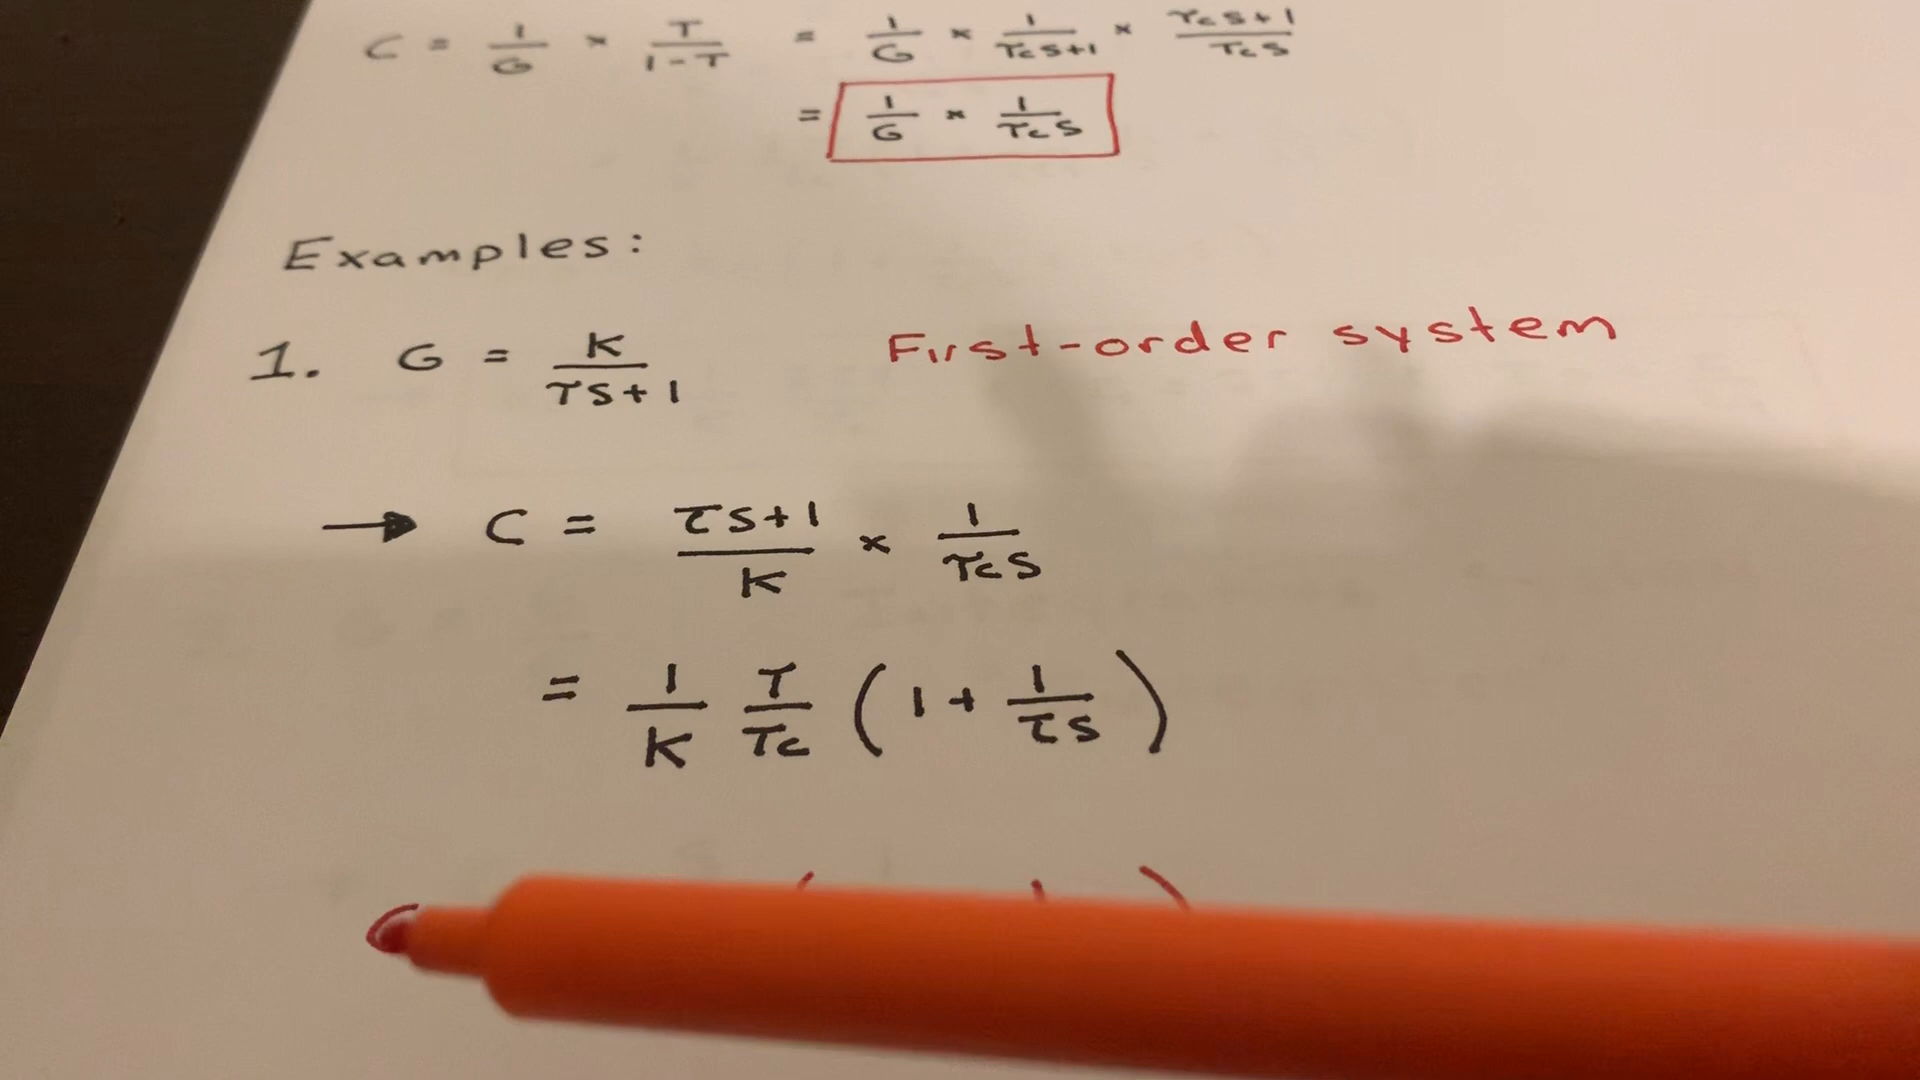 C = 1/G × T/(1-T) = 1/G × 1/(τcs+1) × (τcs+1)/(τcs)
= 1/G × 1/(τcs)
Examples:
1. G = K/(τs+1) First-order system
→ C = (τs+1)/K × 1/(τcs)
= 1/K τ/τc (1 + 1/(τs))